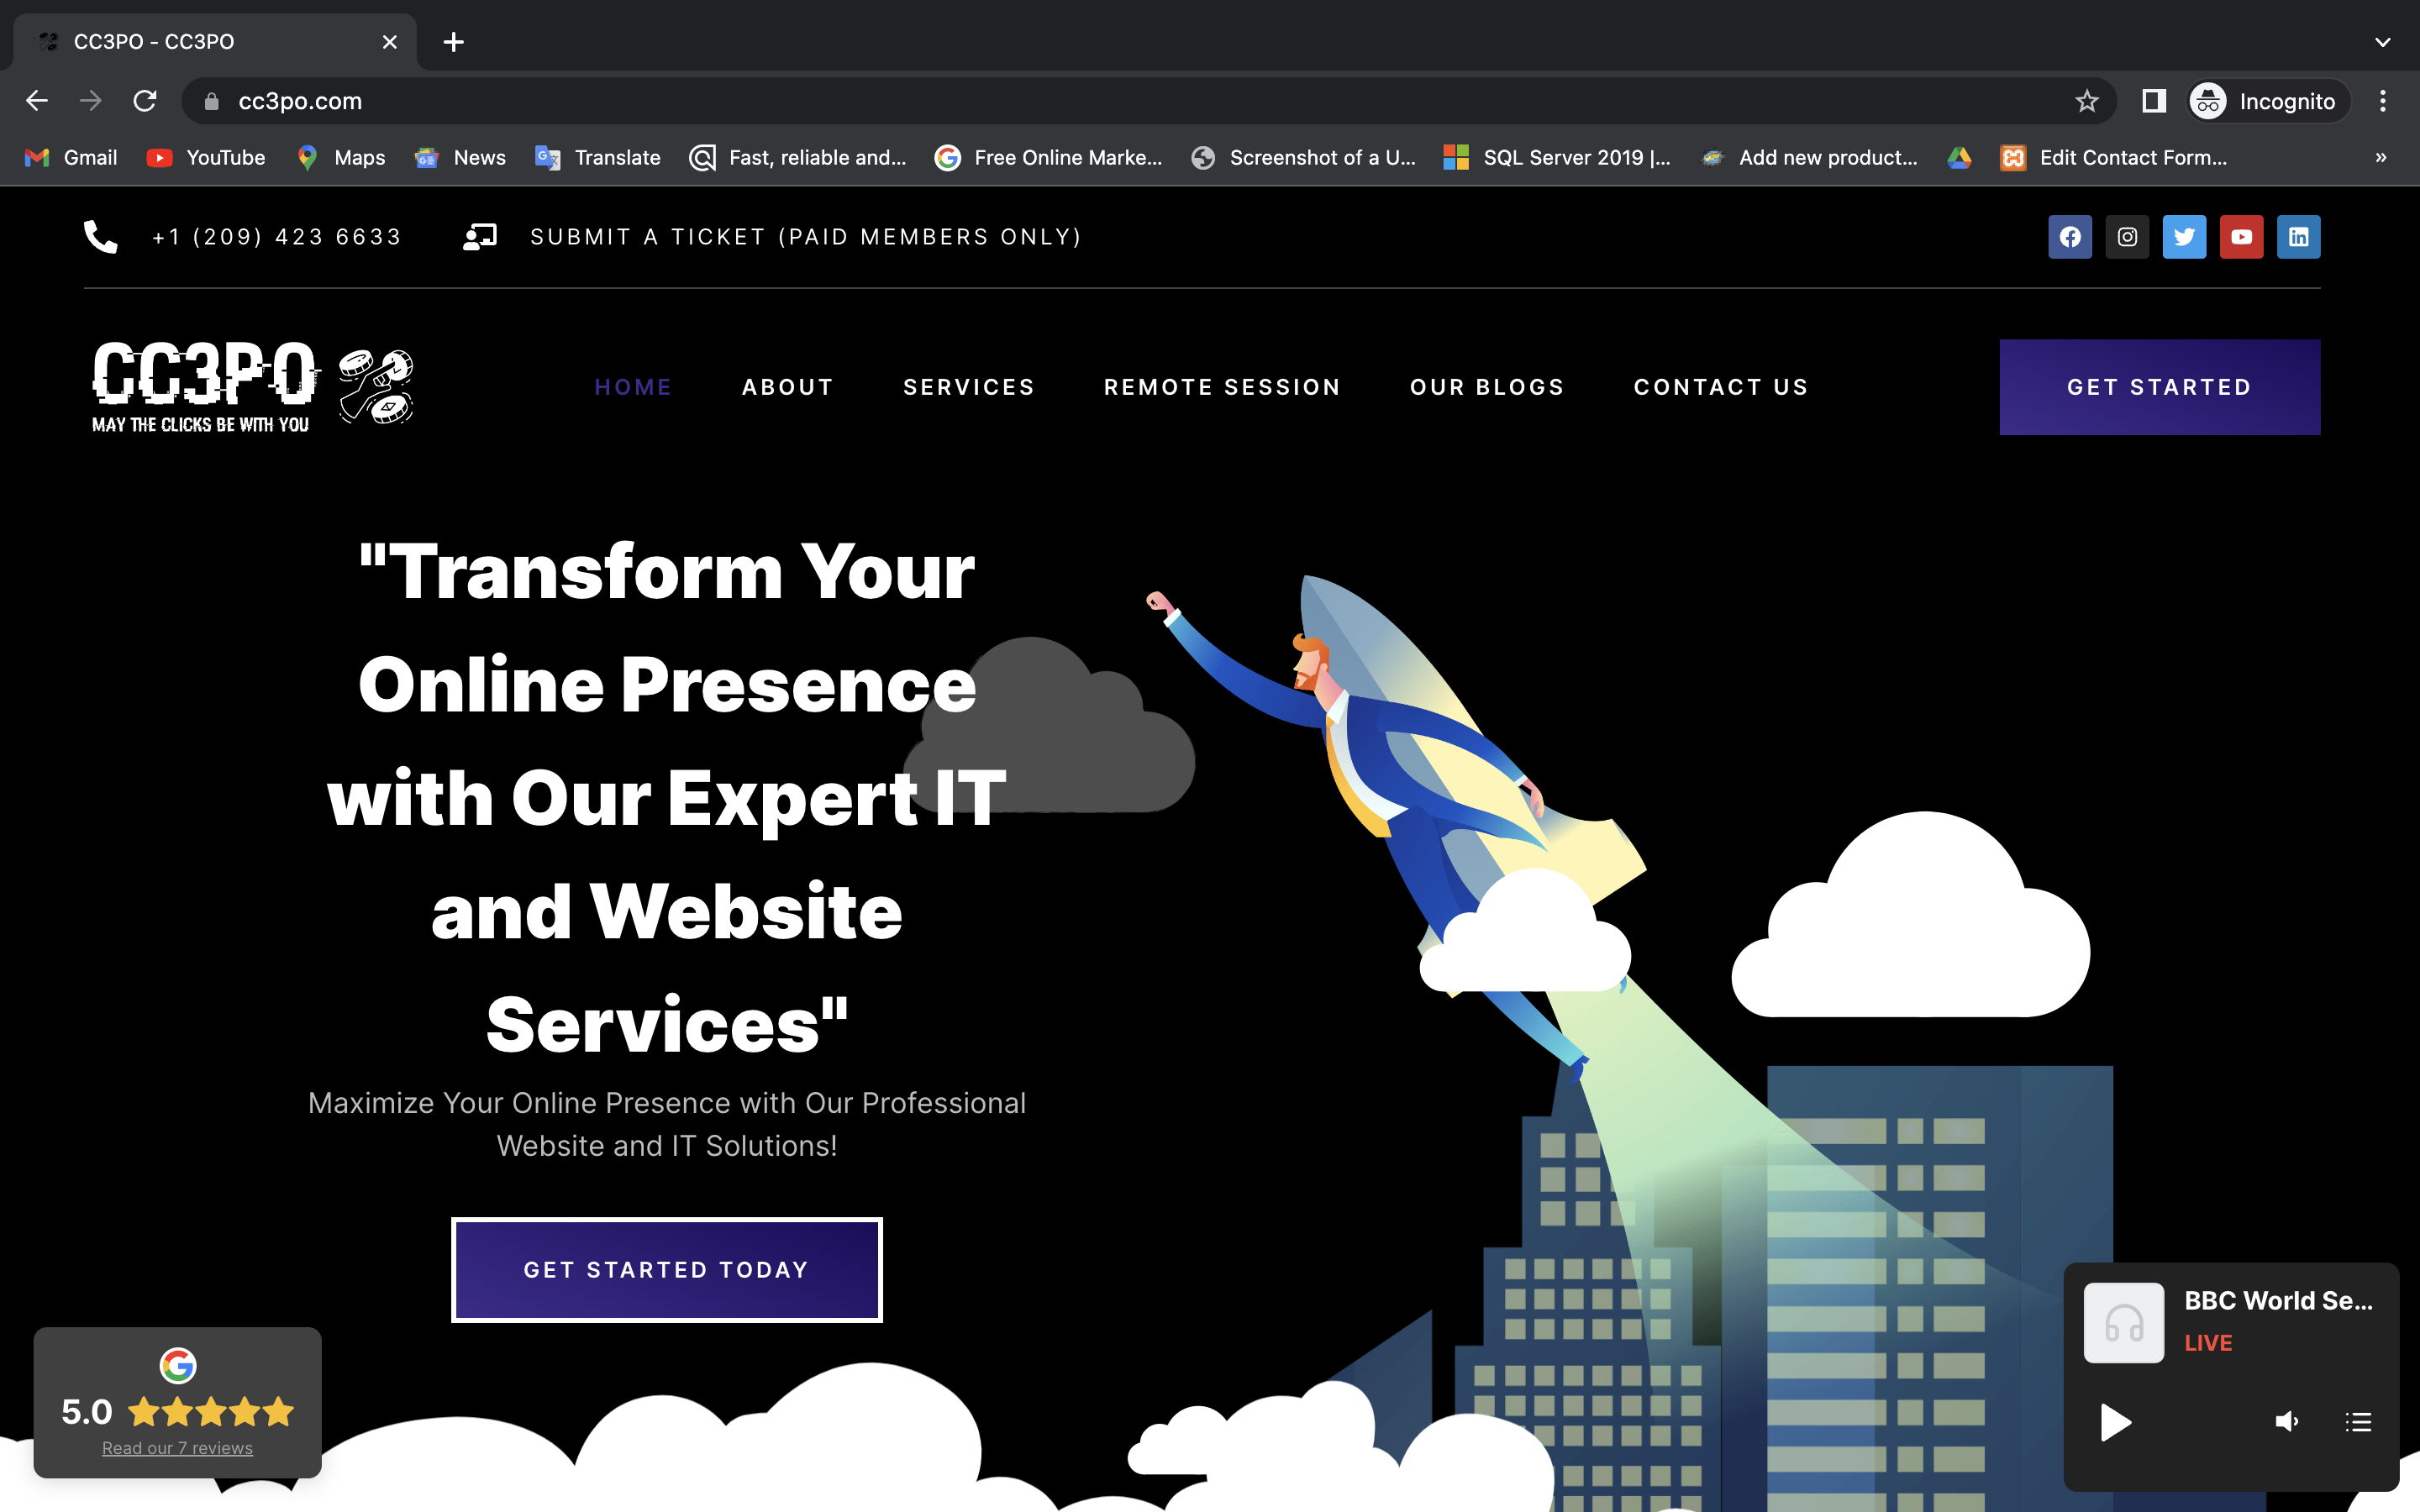 CC3PO - CC3PO
cc3po.com
Incognito
Gmail
YouTube
Maps
News
Translate
Fast, reliable and...
Free Online Marke...
Screenshot of a U...
SQL Server 2019 |...
Add new product...
Edit Contact Form...
»
+1 (209) 423 6633
SUBMIT A TICKET (PAID MEMBERS ONLY)
CC3PO
MAY THE CLICKS BE WITH YOU
HOME
ABOUT
SERVICES
REMOTE SESSION
OUR BLOGS
CONTACT US
GET STARTED
"Transform Your
Online Presence
with Our Expert IT
and Website
Services"
Maximize Your Online Presence with Our Professional
Website and IT Solutions!
GET STARTED TODAY
5.0
Read our 7 reviews
BBC World Se...
LIVE